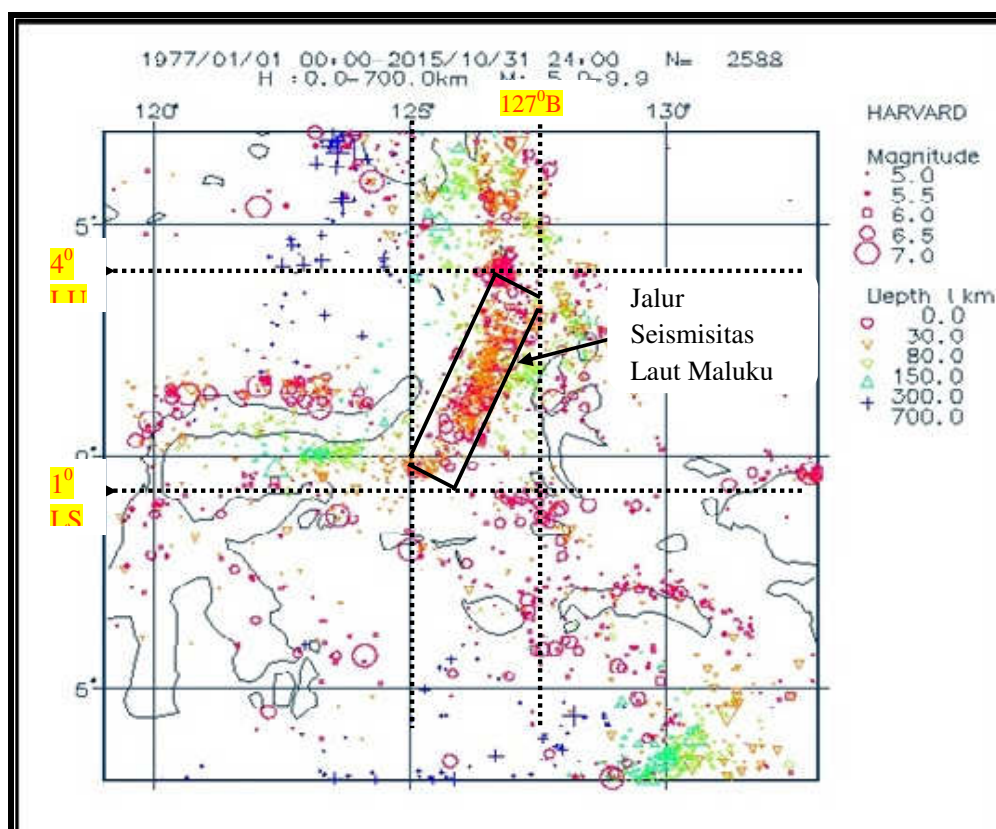 1977/01/01 00:00-2015/10/31 24:00 N= 2588
H :0.0-700.0km M: 5.0-9.9
120°
125°
127⁰B
130°
HARVARD
Magnitude
5.0
5.5
6.0
6.5
7.0
Depth (km
0.0
30.0
80.0
150.0
300.0
700.0
5°
4⁰
LU
Jalur
Seismisitas
Laut Maluku
0°
1⁰
LS
5°